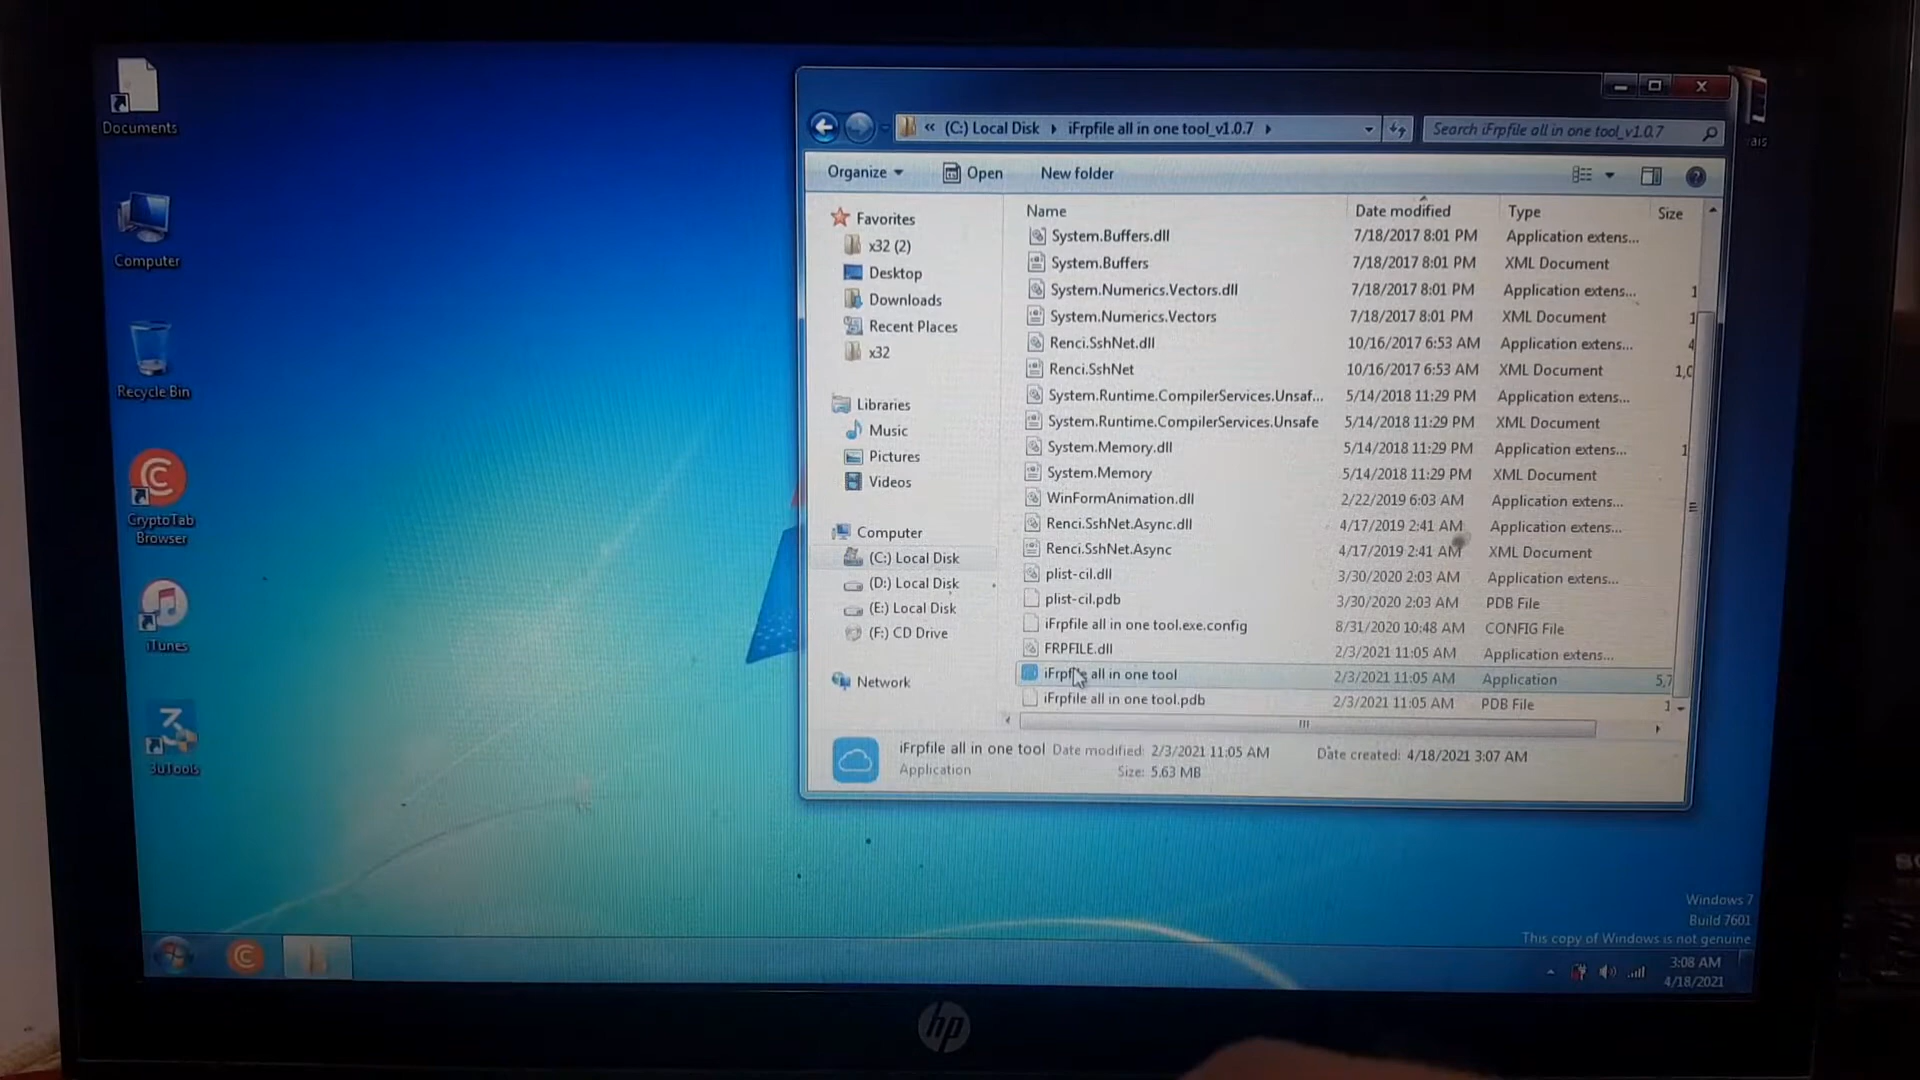 Documents
Computer
Recycle Bin
CryptoTab
Browser
iTunes
3uTools
« (C:) Local Disk ▸ iFrpfile all in one tool_v1.0.7 ▸
Search iFrpfile all in one tool_v1.0.7
Organize
Open
New folder
Favorites
x32 (2)
Desktop
Downloads
Recent Places
x32
Libraries
Music
Pictures
Videos
Computer
(C:) Local Disk
(D:) Local Disk
(E:) Local Disk
(F:) CD Drive
Network
Name Date modified Type Size
System.Buffers.dll 7/18/2017 8:01 PM Application extens...
System.Buffers 7/18/2017 8:01 PM XML Document
System.Numerics.Vectors.dll 7/18/2017 8:01 PM Application extens... 1
System.Numerics.Vectors 7/18/2017 8:01 PM XML Document 1
Renci.SshNet.dll 10/16/2017 6:53 AM Application extens... 4
Renci.SshNet 10/16/2017 6:53 AM XML Document 1,0
System.Runtime.CompilerServices.Unsaf... 5/14/2018 11:29 PM Application extens...
System.Runtime.CompilerServices.Unsafe 5/14/2018 11:29 PM XML Document
System.Memory.dll 5/14/2018 11:29 PM Application extens... 1
System.Memory 5/14/2018 11:29 PM XML Document
WinFormAnimation.dll 2/22/2019 6:03 AM Application extens...
Renci.SshNet.Async.dll 4/17/2019 2:41 AM Application extens...
Renci.SshNet.Async 4/17/2019 2:41 AM XML Document
plist-cil.dll 3/30/2020 2:03 AM Application extens...
plist-cil.pdb 3/30/2020 2:03 AM PDB File
iFrpfile all in one tool.exe.config 8/31/2020 10:48 AM CONFIG File
FRPFILE.dll 2/3/2021 11:05 AM Application extens...
iFrpfile all in one tool 2/3/2021 11:05 AM Application 5,7
iFrpfile all in one tool.pdb 2/3/2021 11:05 AM PDB File 1
iFrpfile all in one tool Date modified: 2/3/2021 11:05 AM Date created: 4/18/2021 3:07 AM
Application Size: 5.63 MB
Windows 7
Build 7601
This copy of Windows is not genuine
3:08 AM
4/18/2021
hp